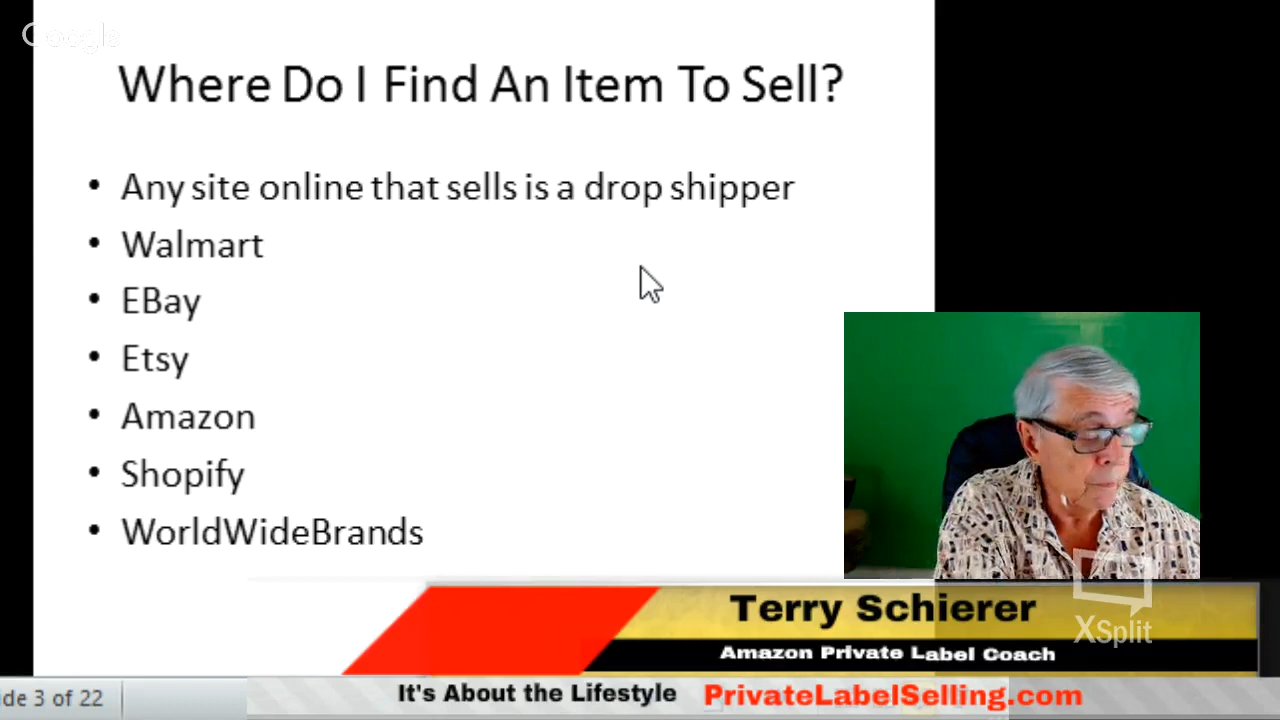 Google
Where Do I Find An Item To Sell?
• Any site online that sells is a drop shipper
• Walmart
• EBay
• Etsy
• Amazon
• Shopify
• WorldWideBrands
Terry Schierer
XSplit
Amazon Private Label Coach
de 3 of 22
It's About the Lifestyle PrivateLabelSelling.com